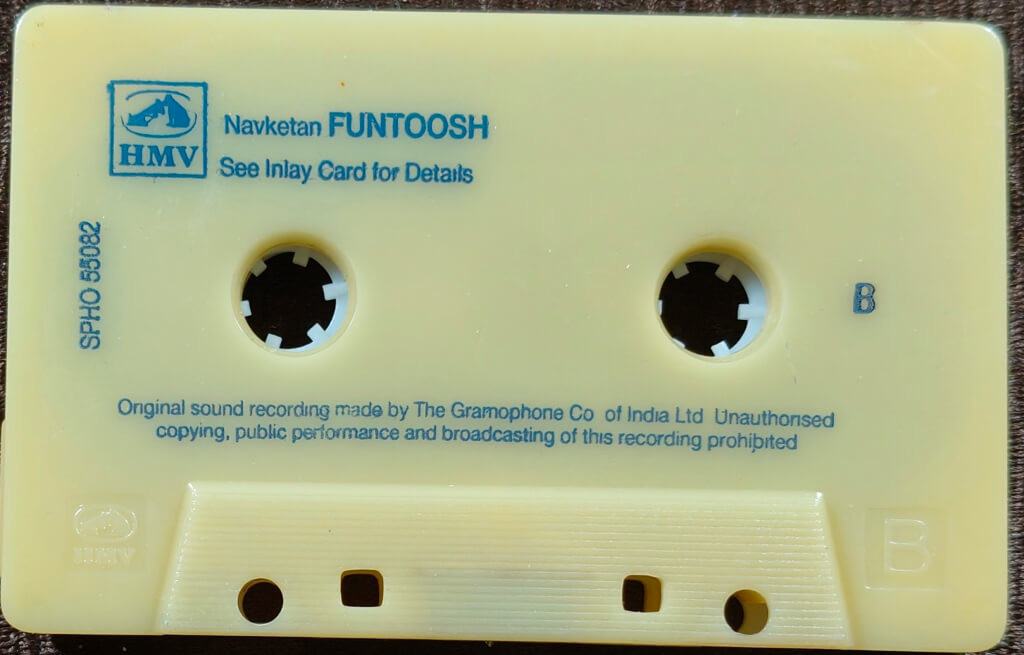 HMV
Navketan FUNTOOSH
See Inlay Card for Details
SPHO 55082
B
Original sound recording made by The Gramophone Co of India Ltd Unauthorised
copying, public performance and broadcasting of this recording prohibited
HMV
B